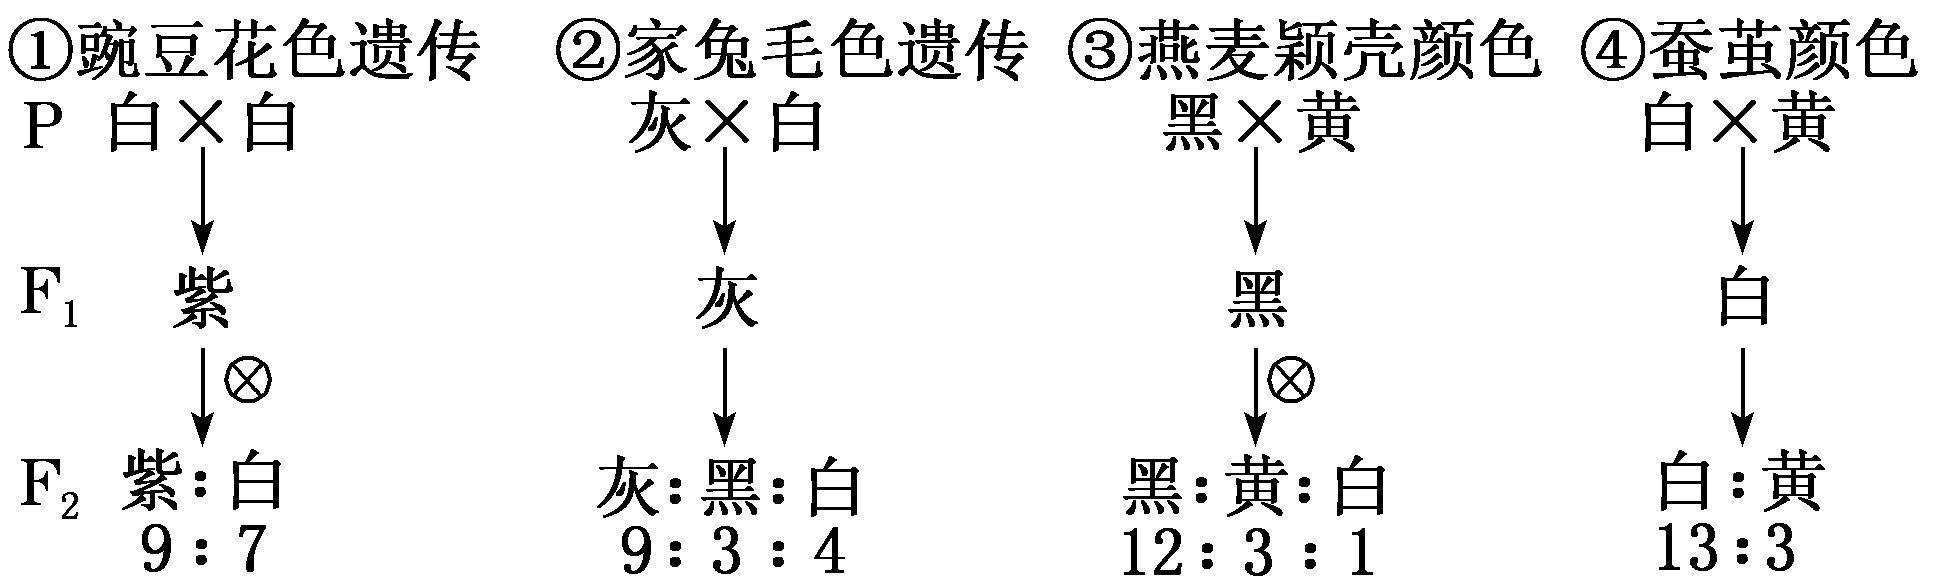 ①豌豆花色遗传 ②家兔毛色遗传 ③燕麦颖壳颜色 ④蚕茧颜色
P 白×白 灰×白 黑×黄 白×黄
F₁ 紫 灰 黑 白
⊗ ⊗
F₂ 紫:白 灰:黑:白 黑:黄:白 白:黄
9:7 9:3:4 12:3:1 13:3